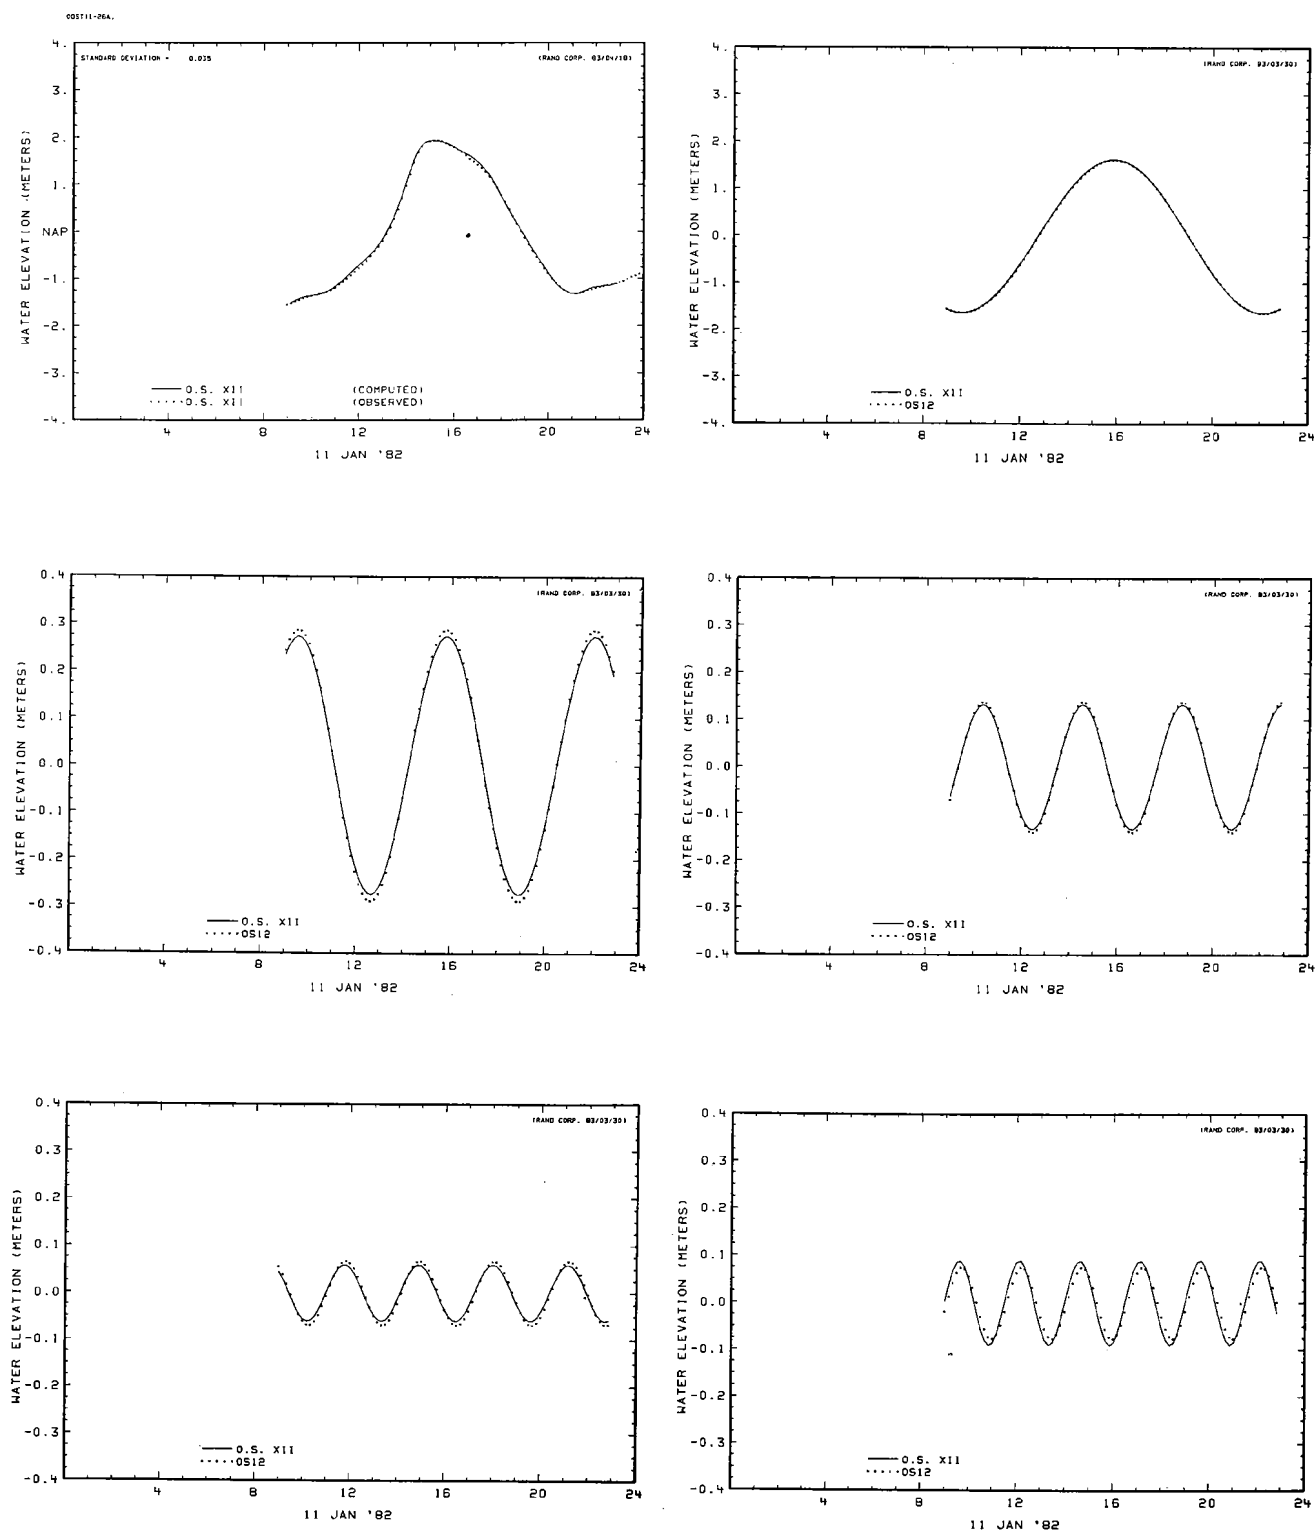 OOST11-26A.
STANDARD DEVIATION = 0.035
(RAND CORP. 83/04/18)
4.
3.
2.
1.
NAP
-1.
-2.
-3.
-4.
WATER ELEVATION (METERS)
O.S. XII (COMPUTED)
O.S. XII (OBSERVED)
4 8 12 16 20 24
11 JAN '82
(RAND CORP. 83/03/30)
4.
3.
2.
1.
0.
-1.
-2.
-3.
-4.
WATER ELEVATION (METERS)
O.S. XII
OS12
4 8 12 16 20 24
11 JAN '82
(RAND CORP. 83/03/30)
0.4
0.3
0.2
0.1
0.0
-0.1
-0.2
-0.3
-0.4
WATER ELEVATION (METERS)
O.S. XII
OS12
4 8 12 16 20 24
11 JAN '82
(RAND CORP. 83/03/30)
0.4
0.3
0.2
0.1
0.0
-0.1
-0.2
-0.3
-0.4
WATER ELEVATION (METERS)
O.S. XII
OS12
4 8 12 16 20 24
11 JAN '82
(RAND CORP. 83/03/30)
0.4
0.3
0.2
0.1
0.0
-0.1
-0.2
-0.3
-0.4
WATER ELEVATION (METERS)
O.S. XII
OS12
4 8 12 16 20 24
11 JAN '82
(RAND CORP. 83/03/30)
0.4
0.3
0.2
0.1
0.0
-0.1
-0.2
-0.3
-0.4
WATER ELEVATION (METERS)
O.S. XII
OS12
4 8 12 16 20 24
11 JAN '82